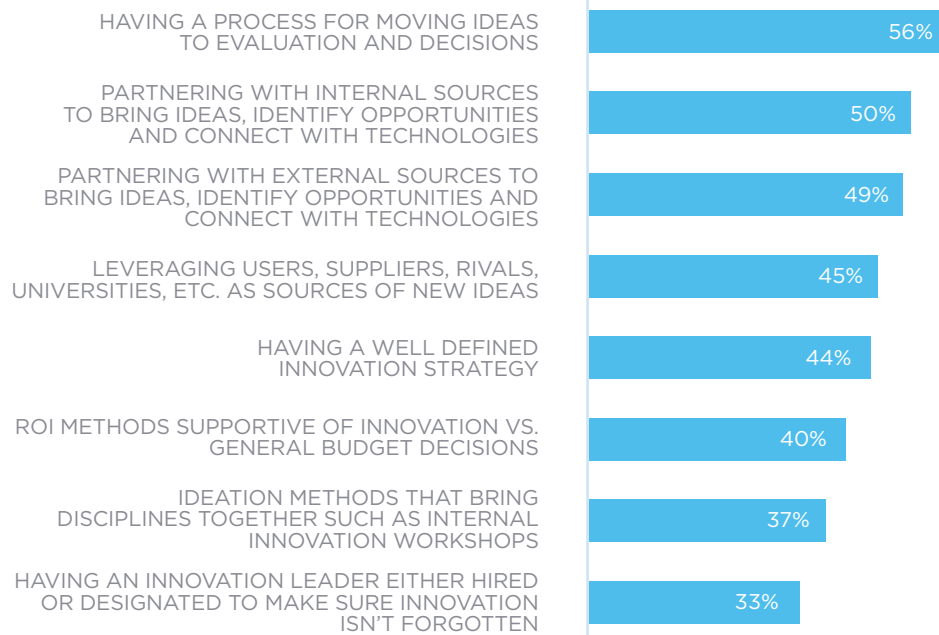 HAVING A PROCESS FOR MOVING IDEAS
TO EVALUATION AND DECISIONS
56%
PARTNERING WITH INTERNAL SOURCES
TO BRING IDEAS, IDENTIFY OPPORTUNITIES
AND CONNECT WITH TECHNOLOGIES
50%
PARTNERING WITH EXTERNAL SOURCES TO
BRING IDEAS, IDENTIFY OPPORTUNITIES AND
CONNECT WITH TECHNOLOGIES
49%
LEVERAGING USERS, SUPPLIERS, RIVALS,
UNIVERSITIES, ETC. AS SOURCES OF NEW IDEAS
45%
HAVING A WELL DEFINED
INNOVATION STRATEGY
44%
ROI METHODS SUPPORTIVE OF INNOVATION VS.
GENERAL BUDGET DECISIONS
40%
IDEATION METHODS THAT BRING
DISCIPLINES TOGETHER SUCH AS INTERNAL
INNOVATION WORKSHOPS
37%
HAVING AN INNOVATION LEADER EITHER HIRED
OR DESIGNATED TO MAKE SURE INNOVATION
ISN'T FORGOTTEN
33%